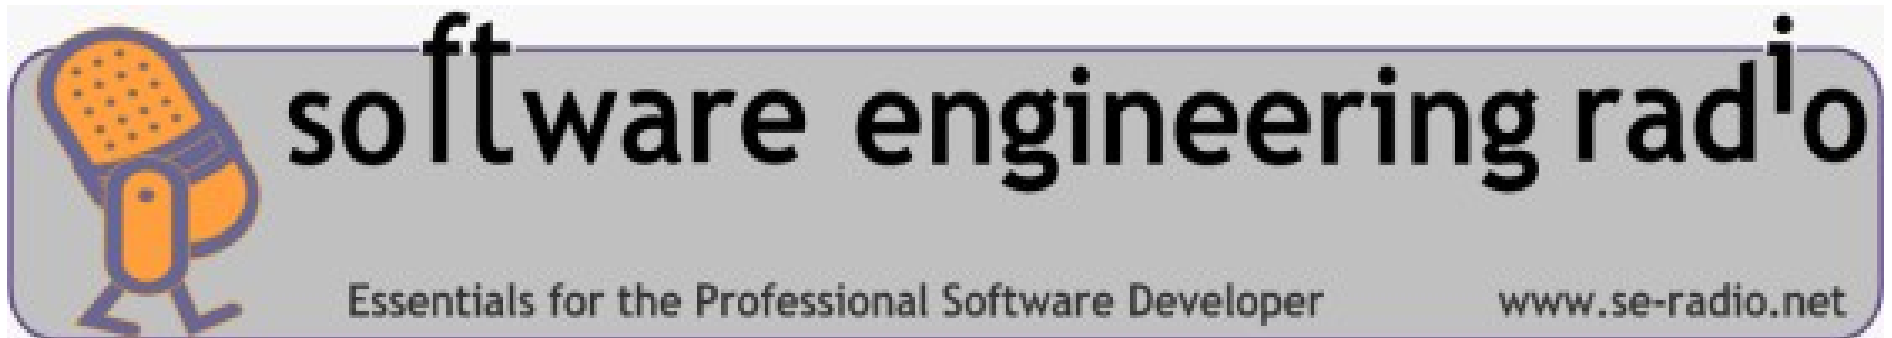 software engineering radio
Essentials for the Professional Software Developer www.se-radio.net